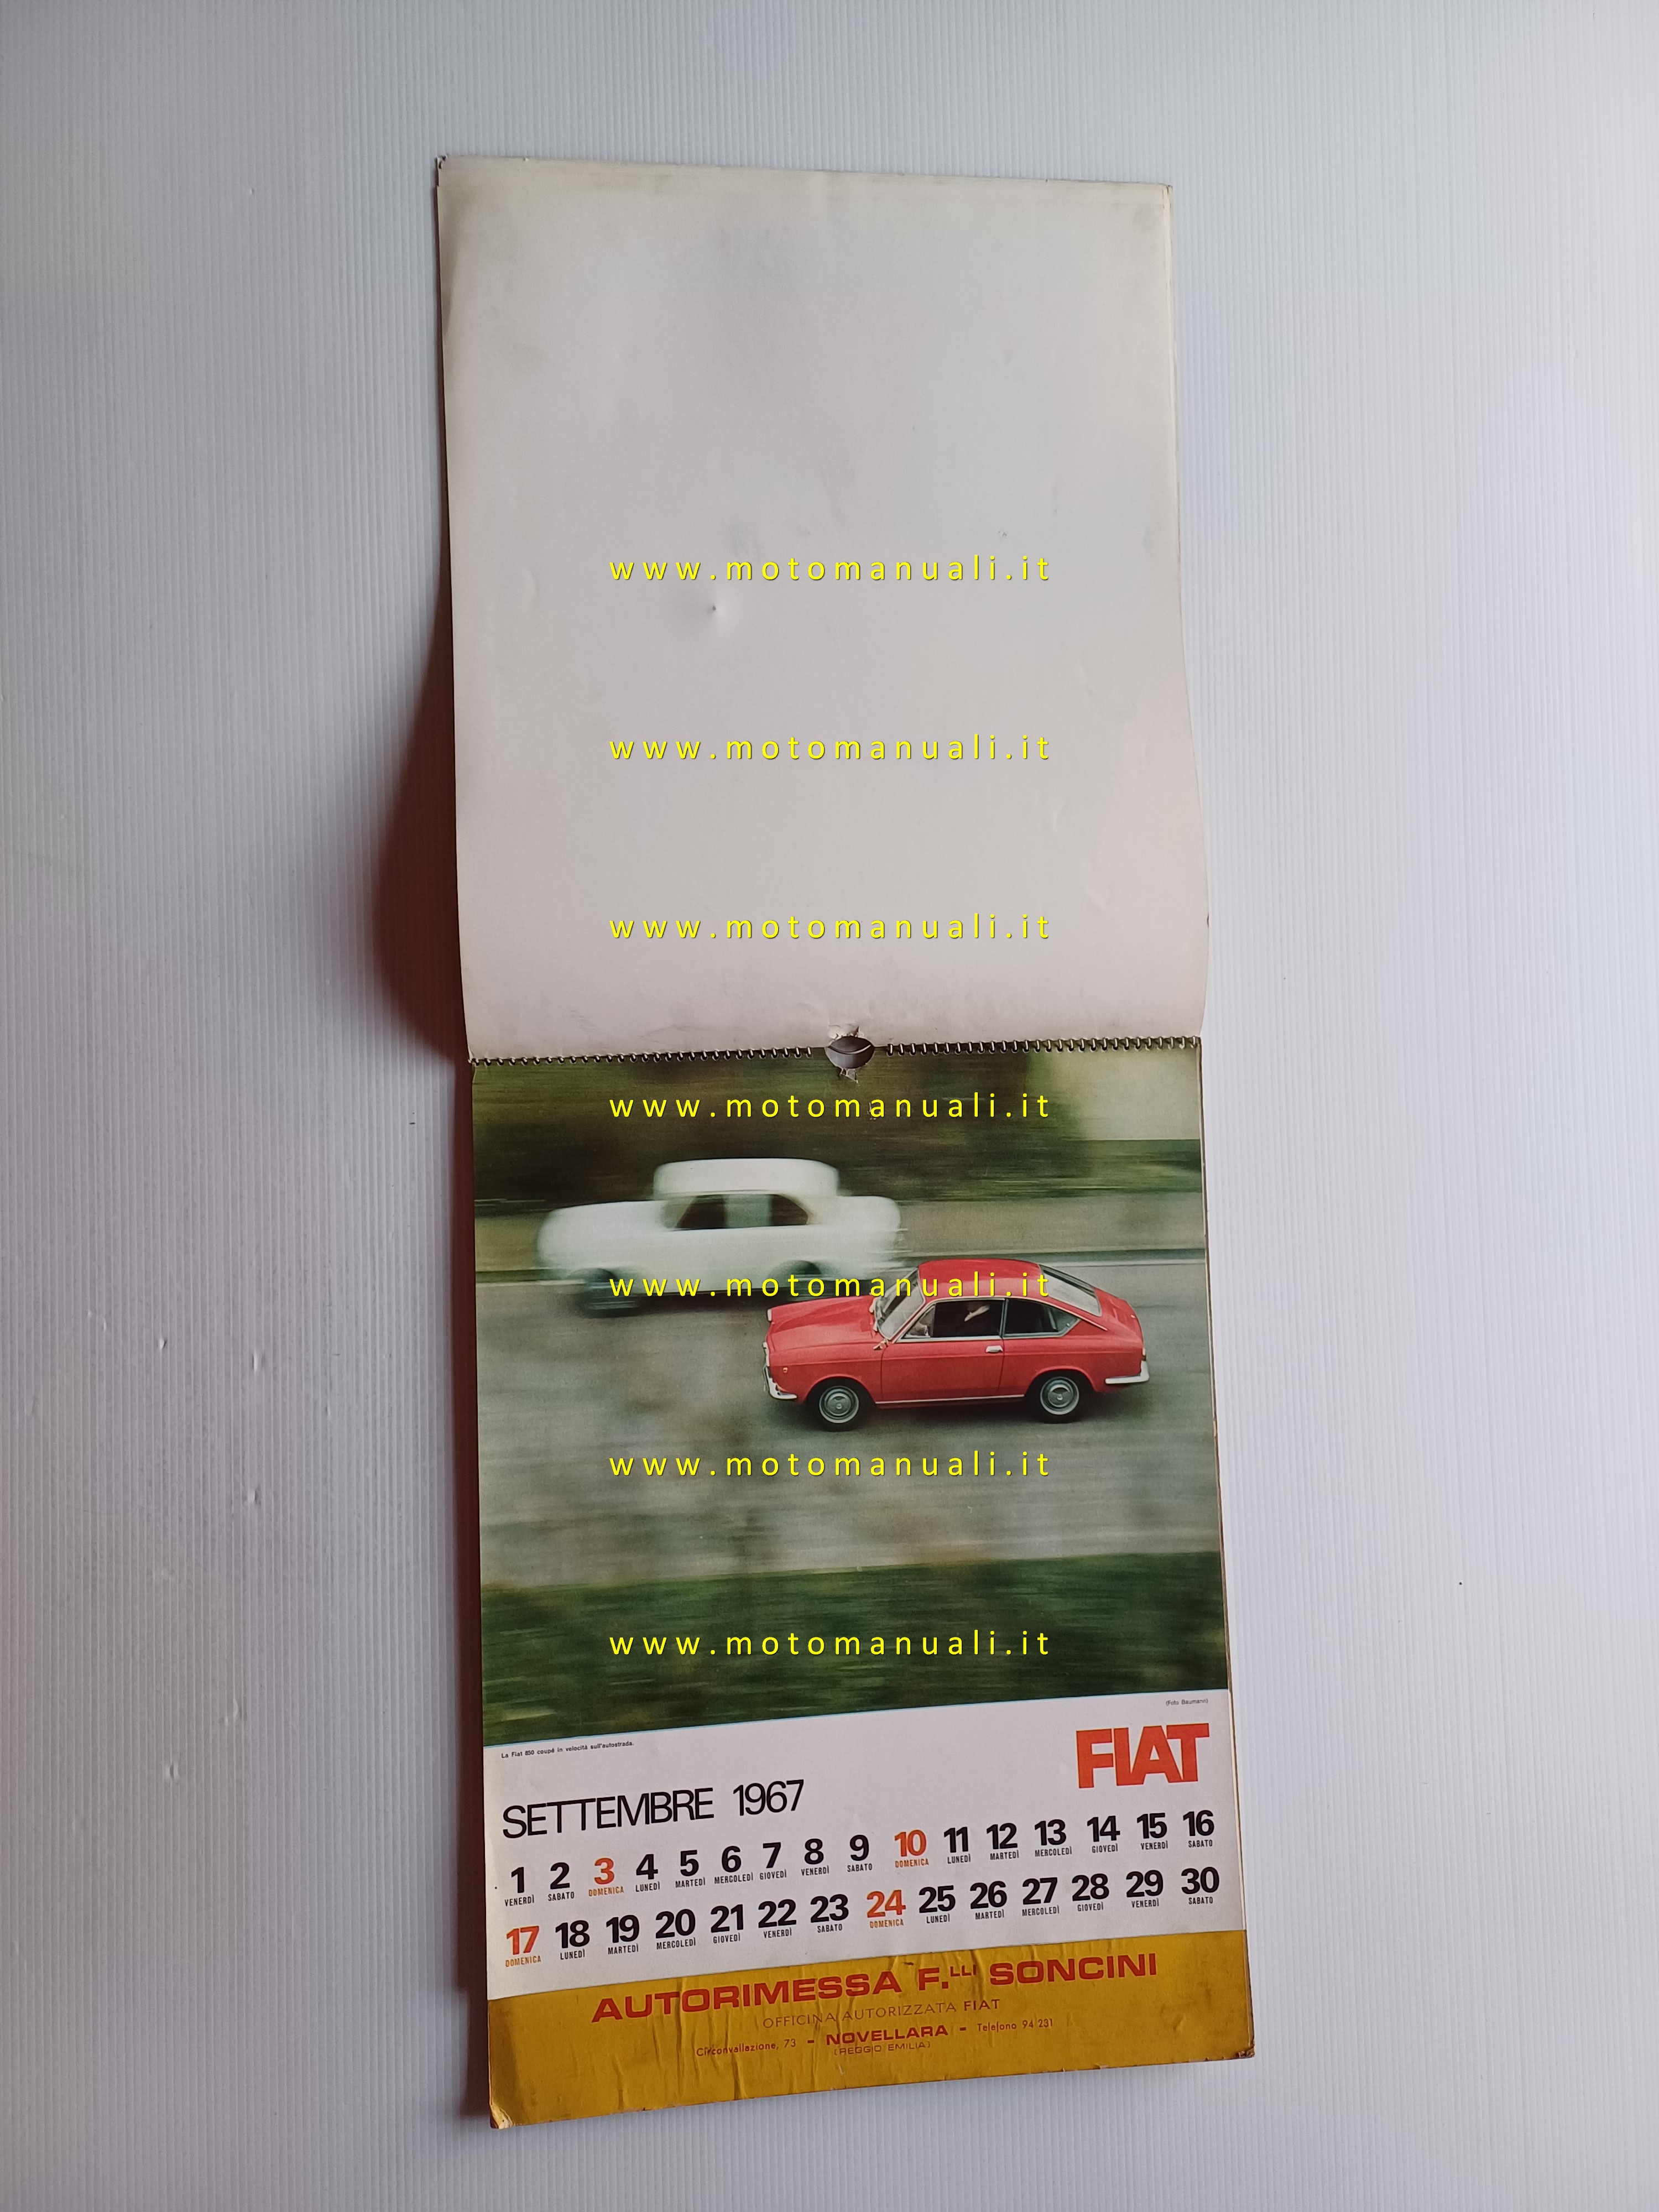 www.motomanuali.it
www.motomanuali.it
www.motomanuali.it
www.motomanuali.it
www.motomanuali.it
www.motomanuali.it
www.motomanuali.it
(Foto Baumann)
La Fiat 850 coupé in velocità sull'autostrada.
FIAT
SETTEMBRE 1967
1 2 3 4 5 6 7 8 9 10 11 12 13 14 15 16
VENERDÌ SABATO DOMENICA LUNEDÌ MARTEDÌ MERCOLEDÌ GIOVEDÌ VENERDÌ SABATO DOMENICA LUNEDÌ MARTEDÌ MERCOLEDÌ GIOVEDÌ VENERDÌ SABATO
17 18 19 20 21 22 23 24 25 26 27 28 29 30
DOMENICA LUNEDÌ MARTEDÌ MERCOLEDÌ GIOVEDÌ VENERDÌ SABATO DOMENICA LUNEDÌ MARTEDÌ MERCOLEDÌ GIOVEDÌ VENERDÌ SABATO
AUTORIMESSA F.LLI SONCINI
OFFICINA AUTORIZZATA FIAT
Circonvallazione, 73 - NOVELLARA - Telefono 94 231
(REGGIO EMILIA)